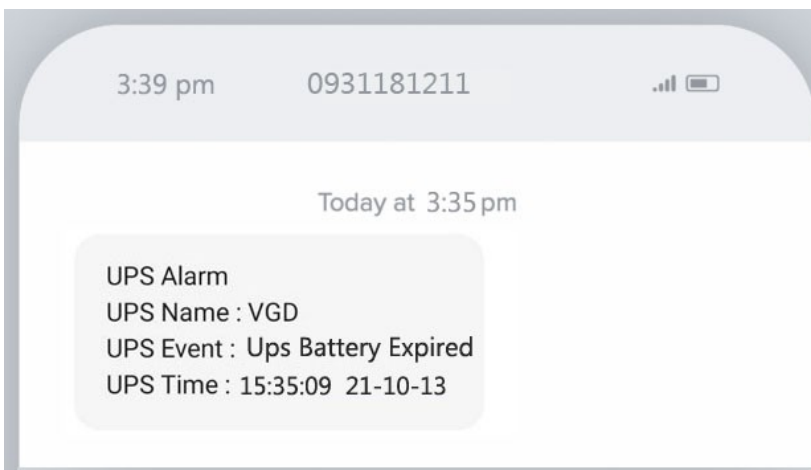 3:39 pm 0931181211
Today at 3:35 pm
UPS Alarm
UPS Name : VGD
UPS Event : Ups Battery Expired
UPS Time : 15:35:09 21-10-13